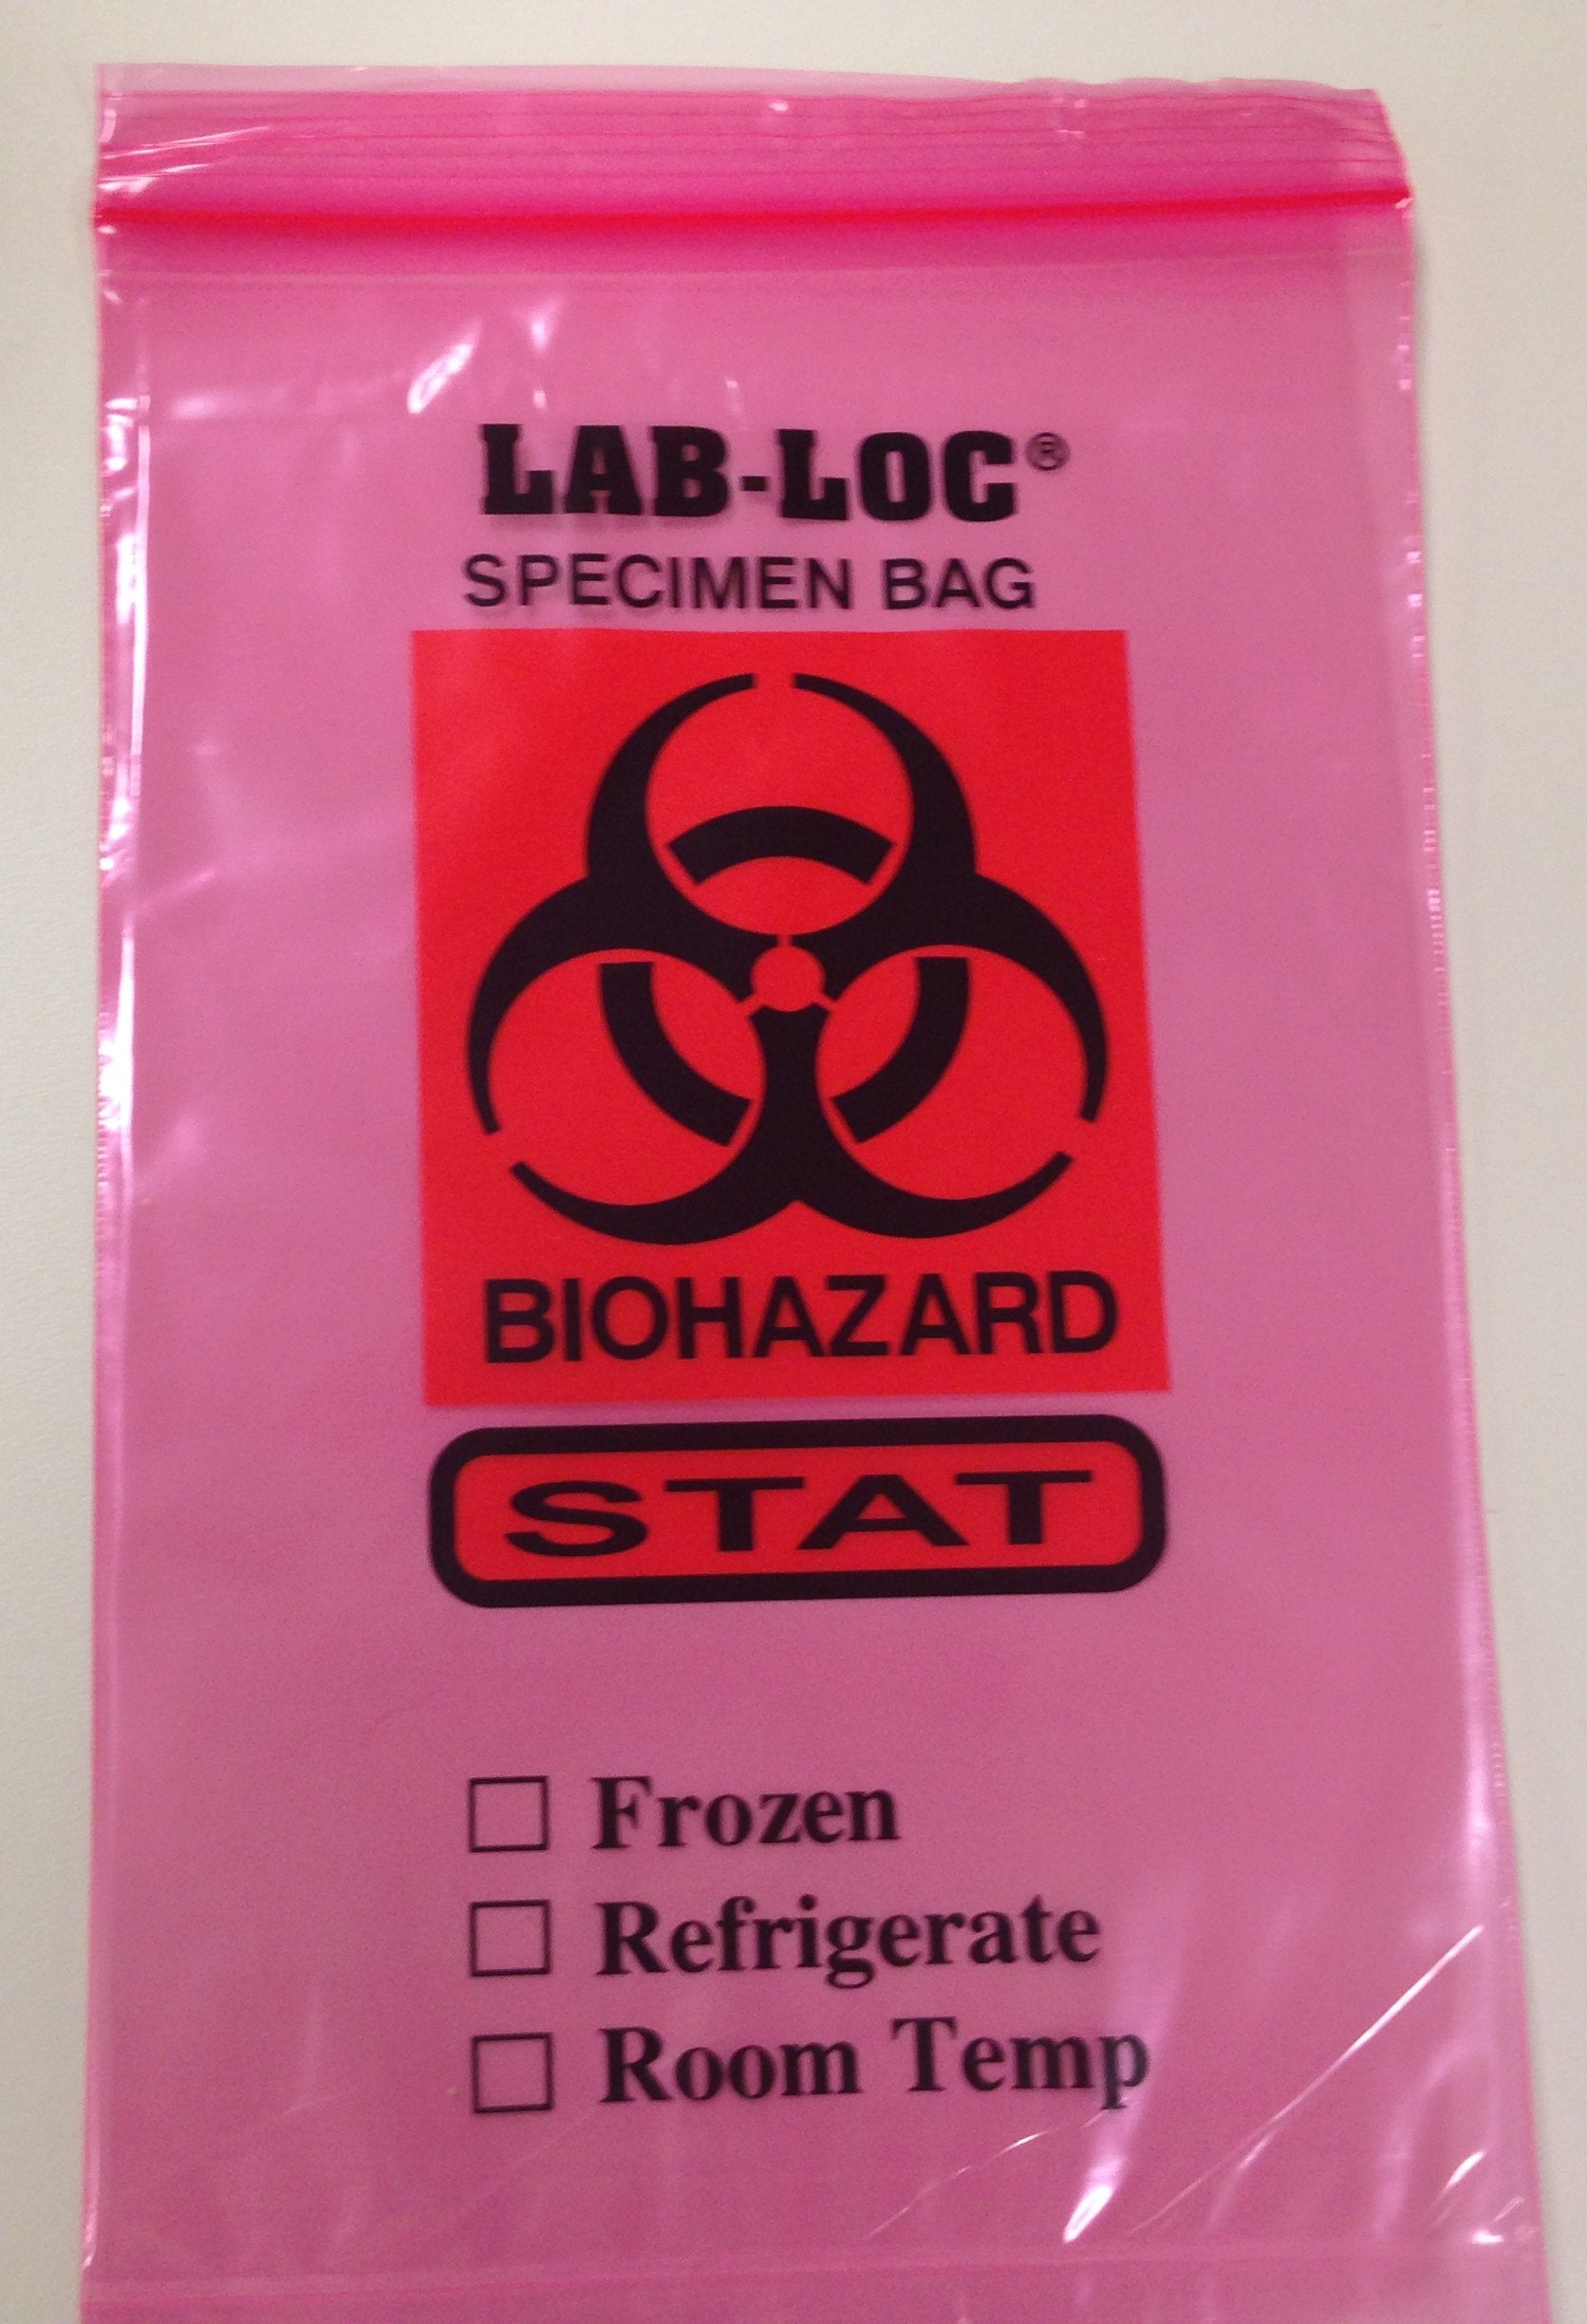 LAB-LOC®
SPECIMEN BAG
BIOHAZARD
STAT
Frozen
Refrigerate
Room Temp